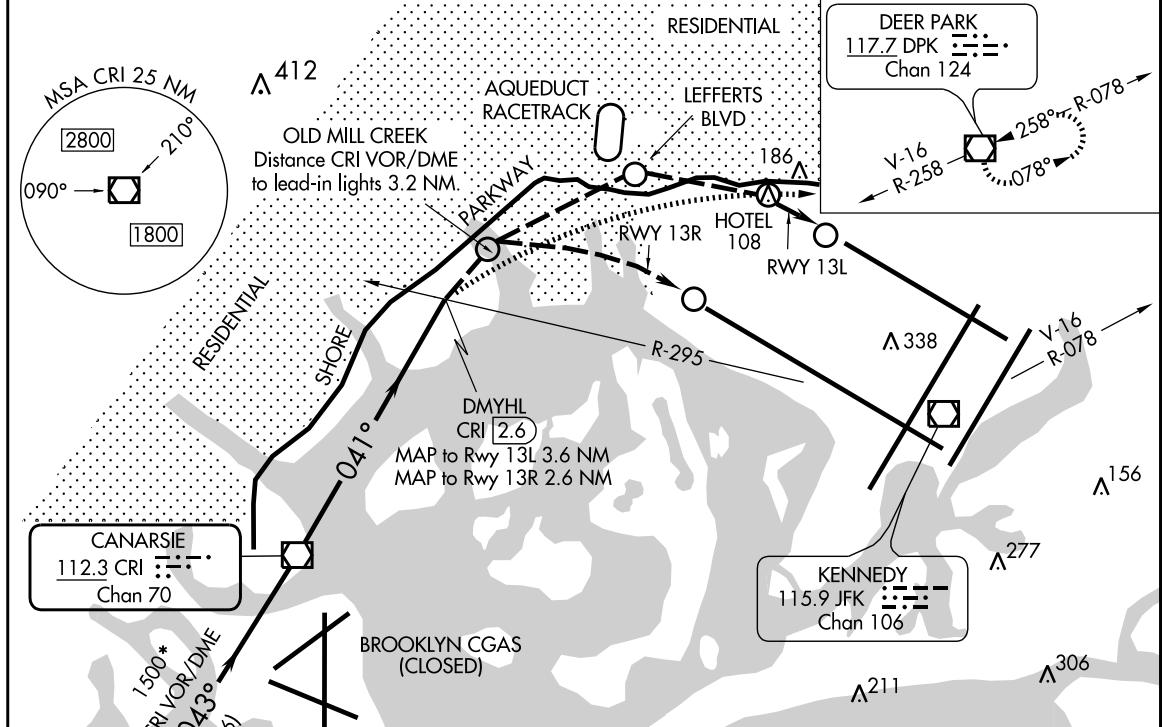 RESIDENTIAL
DEER PARK
117.7 DPK
Chan 124
258°
R-078
V-16
R-258
078°
MSA CRI 25 NM
2800
210°
090°
1800
412
AQUEDUCT
RACETRACK
LEFFERTS
BLVD
OLD MILL CREEK
Distance CRI VOR/DME
to lead-in lights 3.2 NM.
186
PARKWAY
HOTEL
108
RWY 13R
RWY 13L
RESIDENTIAL
SHORE
R-295
338
V-16
R-078
DMYHL
CRI 2.6
MAP to Rwy 13L 3.6 NM
MAP to Rwy 13R 2.6 NM
041°
156
CANARSIE
112.3 CRI
Chan 70
277
KENNEDY
115.9 JFK
Chan 106
BROOKLYN CGAS
(CLOSED)
1500*
CRI VOR/DME
043°
306
211